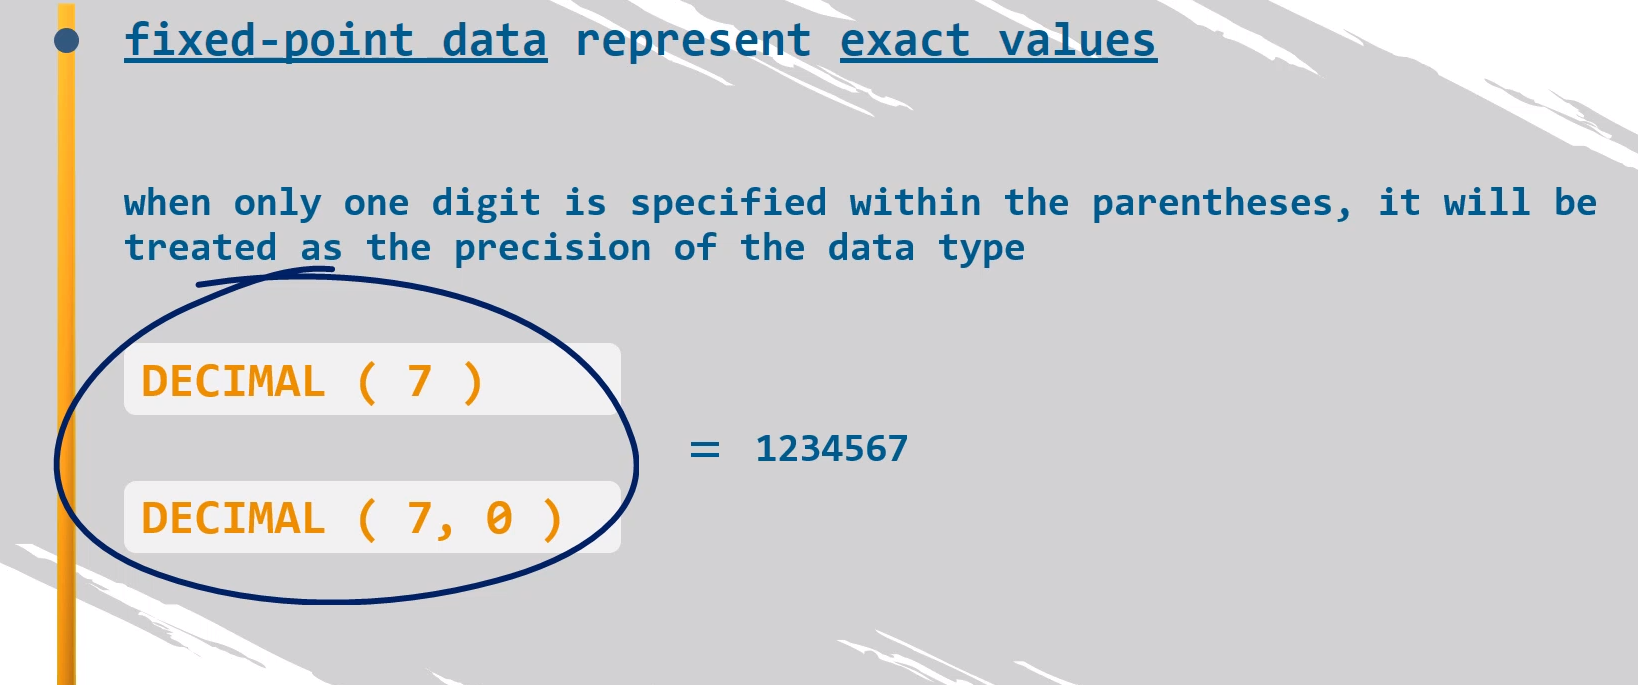 fixed-point data represent exact values
when only one digit is specified within the parentheses, it will be
treated as the precision of the data type
DECIMAL ( 7 )
= 1234567
DECIMAL ( 7, 0 )